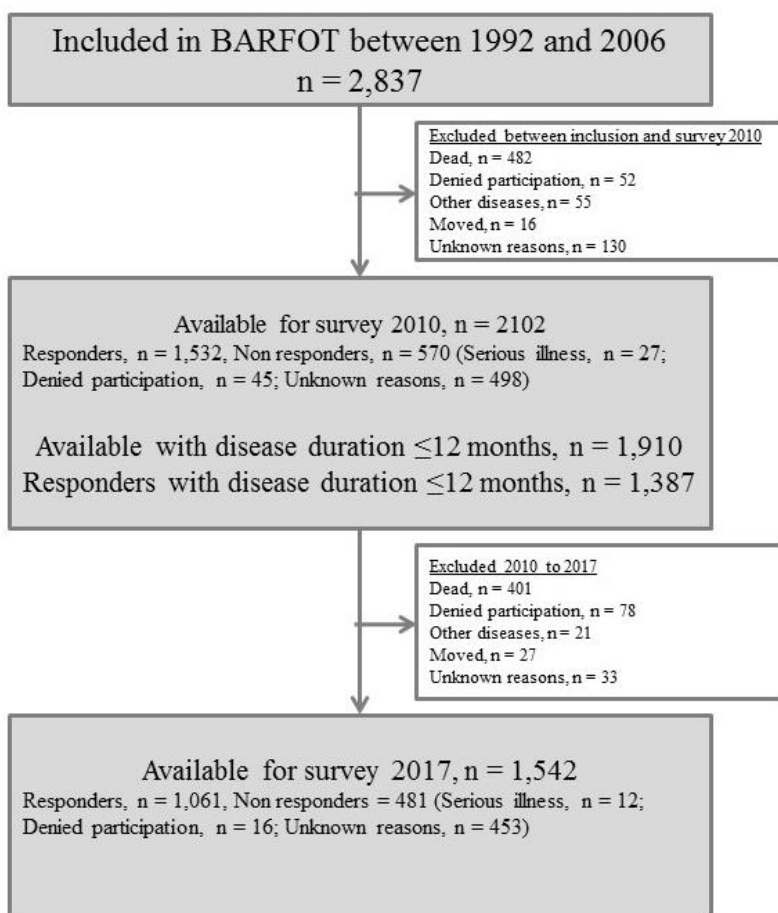 Included in BARFOT between 1992 and 2006
n = 2,837
Excluded between inclusion and survey 2010
Dead, n = 482
Denied participation, n = 52
Other diseases, n = 55
Moved, n = 16
Unknown reasons, n = 130
Available for survey 2010, n = 2102
Responders, n = 1,532, Non responders, n = 570 (Serious illness, n = 27;
Denied participation, n = 45; Unknown reasons, n = 498)
Available with disease duration ≤12 months, n = 1,910
Responders with disease duration ≤12 months, n = 1,387
Excluded 2010 to 2017
Dead, n = 401
Denied participation, n = 78
Other diseases, n = 21
Moved, n = 27
Unknown reasons, n = 33
Available for survey 2017, n = 1,542
Responders, n = 1,061, Non responders = 481 (Serious illness, n = 12;
Denied participation, n = 16; Unknown reasons, n = 453)